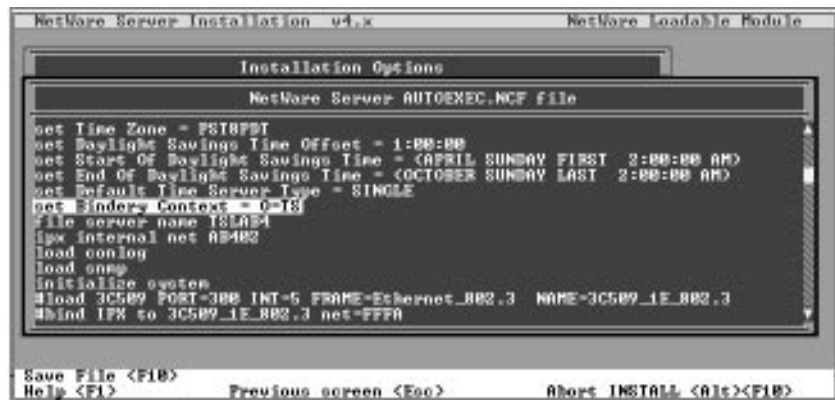 NetWare Server Installation v4.x NetWare Loadable Module
Installation Options
NetWare Server AUTOEXEC.NCF file
set Time Zone = PST8PDT
set Daylight Savings Time Offset = 1:00:00
set Start Of Daylight Savings Time = (APRIL SUNDAY FIRST 2:00:00 AM)
set End Of Daylight Savings Time = (OCTOBER SUNDAY LAST 2:00:00 AM)
set Default Time Server Type = SINGLE
set Bindery Context = O=TS
file server name TSLAB4
ipx internal net AB402
load conlog
load snmp
initialize system
#load 3C509 PORT=300 INT=5 FRAME=Ethernet_802.3 NAME=3C509_1E_802.3
#bind IPX to 3C509_1E_802.3 net=FFFA
Save File <F10>
Help <F1> Previous screen <Esc> Abort INSTALL <Alt><F10>